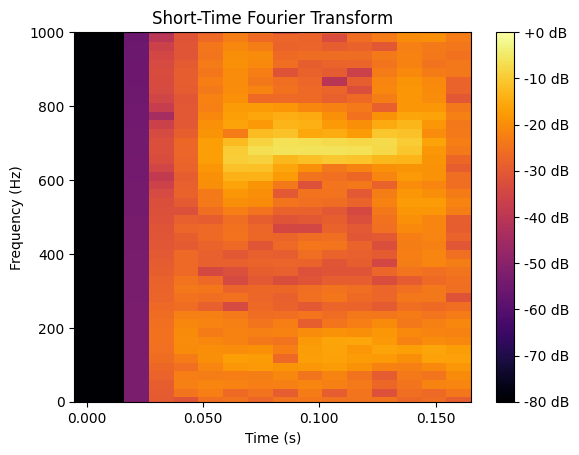 Short-Time Fourier Transform
1000
800
600
400
200
0
Frequency (Hz)
0.000
0.050
0.100
0.150
Time (s)
+0 dB
-10 dB
-20 dB
-30 dB
-40 dB
-50 dB
-60 dB
-70 dB
-80 dB